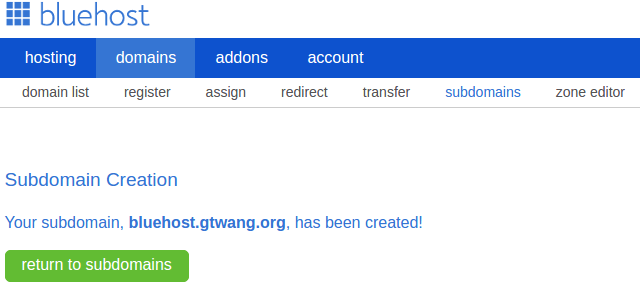 bluehost
hosting domains addons account
domain list register assign redirect transfer subdomains zone editor
Subdomain Creation
Your subdomain, bluehost.gtwang.org, has been created!
return to subdomains